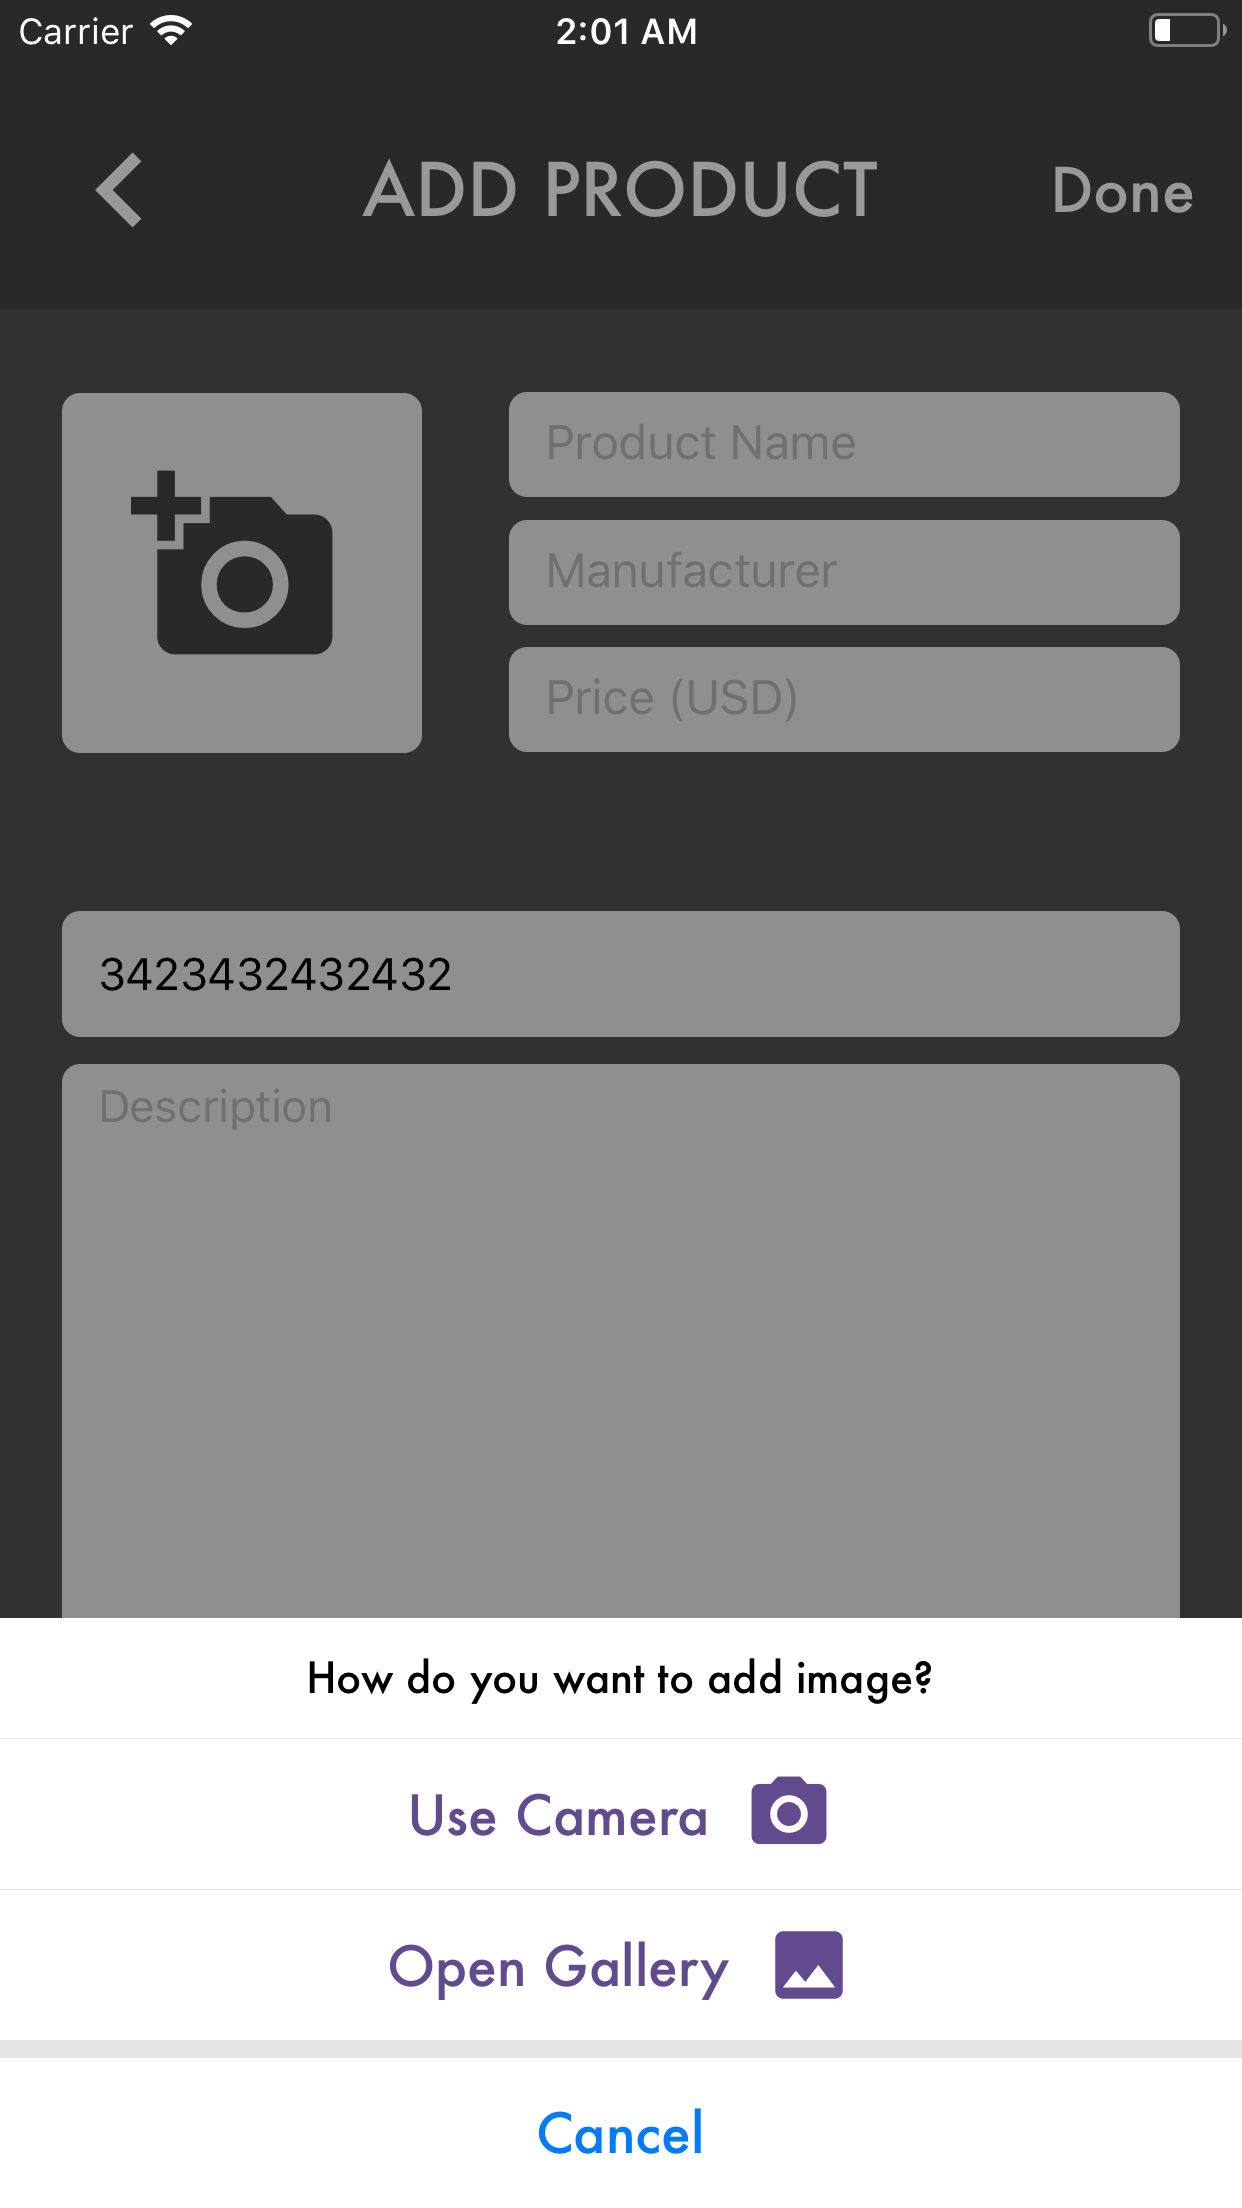 Carrier 2:01 AM
ADD PRODUCT Done
Product Name
Manufacturer
Price (USD)
3423432432432
Description
How do you want to add image?
Use Camera
Open Gallery
Cancel